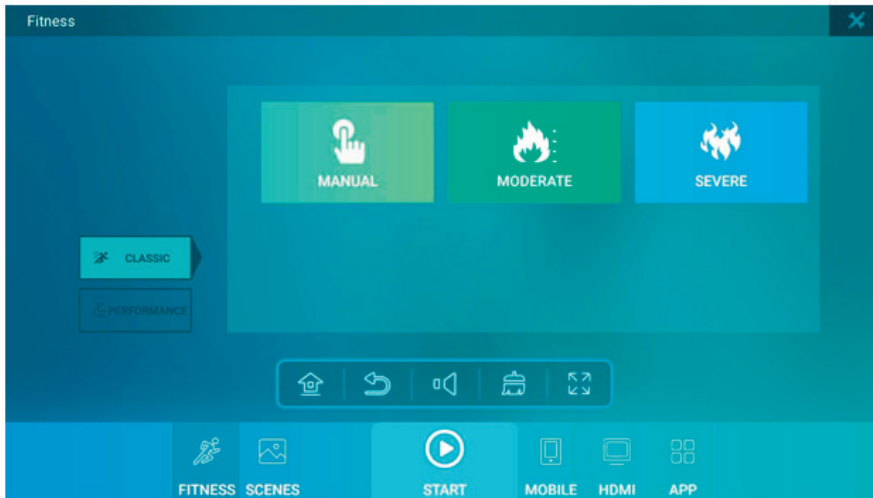 Fitness
MANUAL
MODERATE
SEVERE
CLASSIC
PERFORMANCE
FITNESS
SCENES
START
MOBILE
HDMI
APP